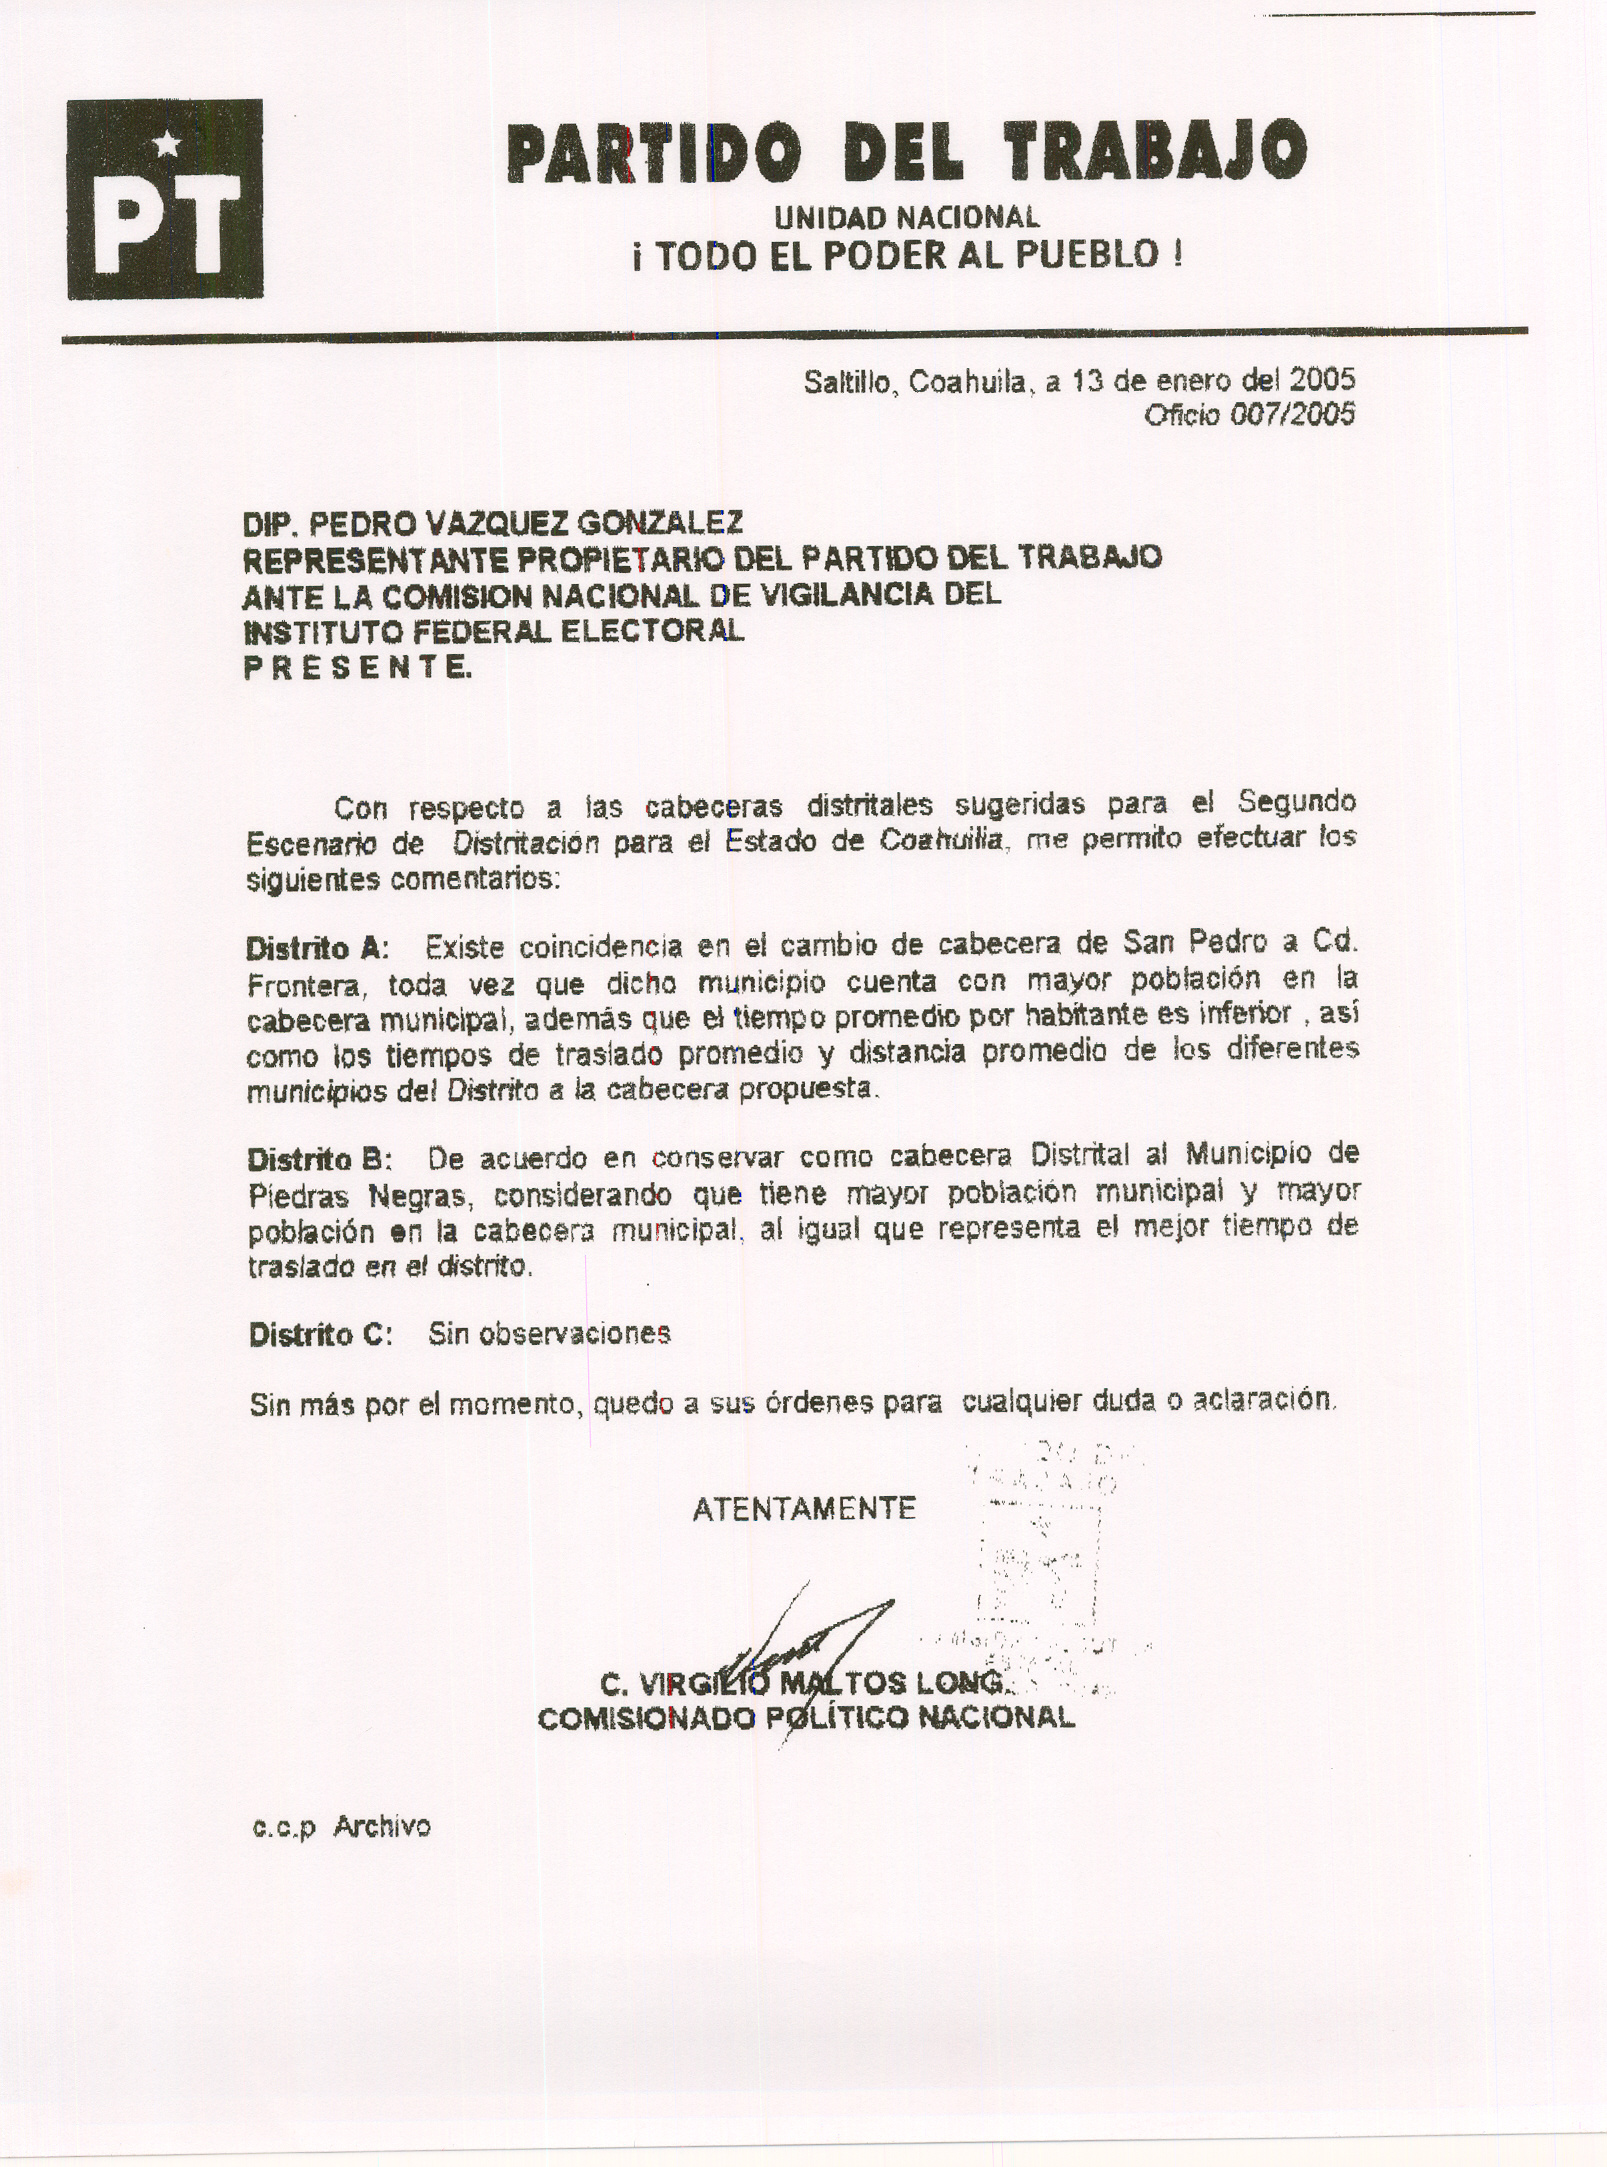 PT
PARTIDO DEL TRABAJO
UNIDAD NACIONAL
¡ TODO EL PODER AL PUEBLO !
Saltillo, Coahuila, a 13 de enero del 2005
Oficio 007/2005
DIP. PEDRO VAZQUEZ GONZALEZ
REPRESENTANTE PROPIETARIO DEL PARTIDO DEL TRABAJO
ANTE LA COMISION NACIONAL DE VIGILANCIA DEL
INSTITUTO FEDERAL ELECTORAL
P R E S E N T E.
Con respecto a las cabeceras distritales sugeridas para el Segundo
Escenario de Distritación para el Estado de Coahuilia, me permito efectuar los
siguientes comentarios:
Distrito A: Existe coincidencia en el cambio de cabecera de San Pedro a Cd.
Frontera, toda vez que dicho municipio cuenta con mayor población en la
cabecera municipal, además que el tiempo promedio por habitante es inferior , así
como los tiempos de traslado promedio y distancia promedio de los diferentes
municipios del Distrito a la cabecera propuesta.
Distrito B: De acuerdo en conservar como cabecera Distrital al Municipio de
Piedras Negras, considerando que tiene mayor población municipal y mayor
población en la cabecera municipal, al igual que representa el mejor tiempo de
traslado en el distrito.
Distrito C: Sin observaciones
Sin más por el momento, quedo a sus órdenes para cualquier duda o aclaración.
ATENTAMENTE
C. VIRGILIO MALTOS LONG.
COMISIONADO POLÍTICO NACIONAL
c.c.p Archivo